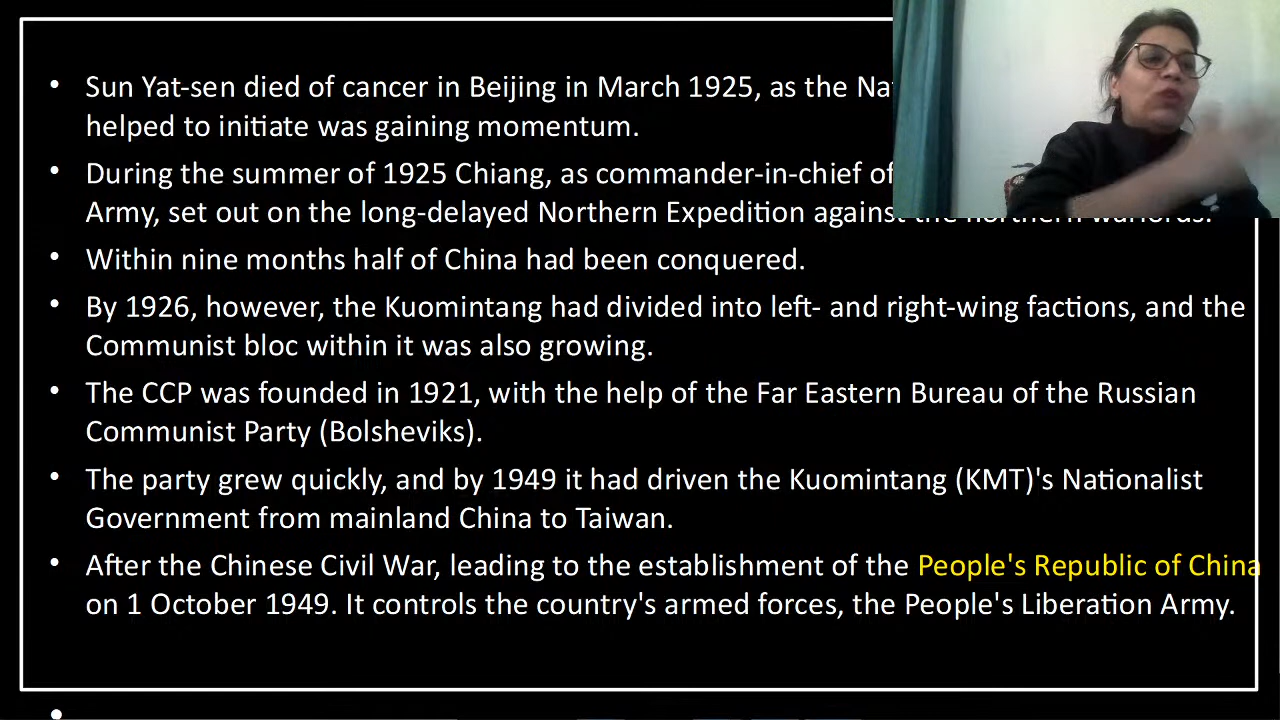 • Sun Yat-sen died of cancer in Beijing in March 1925, as the
helped to initiate was gaining momentum.
• During the summer of 1925 Chiang, as commander-in-chief of
Army, set out on the long-delayed Northern Expedition against the northern warlords.
• Within nine months half of China had been conquered.
• By 1926, however, the Kuomintang had divided into left- and right-wing factions, and the
Communist bloc within it was also growing.
• The CCP was founded in 1921, with the help of the Far Eastern Bureau of the Russian
Communist Party (Bolsheviks).
• The party grew quickly, and by 1949 it had driven the Kuomintang (KMT)'s Nationalist
Government from mainland China to Taiwan.
• After the Chinese Civil War, leading to the establishment of the People's Republic of China
on 1 October 1949. It controls the country's armed forces, the People's Liberation Army.